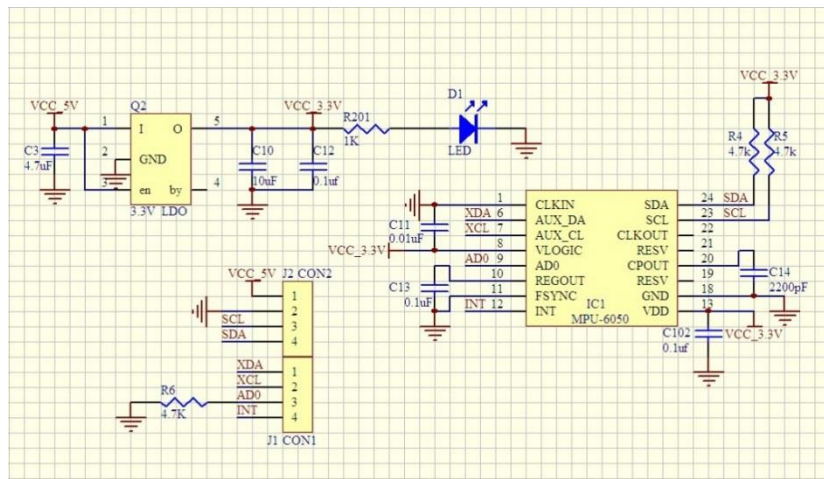 VCC_5V
Q2
1
I
O
5
VCC_3.3V
R201
1K
D1
LED
C3
4.7uF
2
GND
C10
10uF
C12
0.1uf
3
en
by
4
3.3V LDO
VCC_3.3V
R4
4.7k
R5
4.7k
1
CLKIN
SDA
24
SDA
XDA
6
AUX_DA
SCL
23
SCL
XCL
7
AUX_CL
CLKOUT
22
C11
0.01uF
VCC_3.3V
8
VLOGIC
RESV
21
AD0
9
AD0
CPOUT
20
10
REGOUT
RESV
19
C13
0.1uF
11
FSYNC
GND
18
INT
12
INT
VDD
13
IC1
MPU-6050
C14
2200pF
C102
0.1uf
VCC_3.3V
VCC_5V
J2 CON2
1
2
SCL
3
SDA
4
XDA
1
XCL
2
R6
4.7K
AD0
3
INT
4
J1 CON1